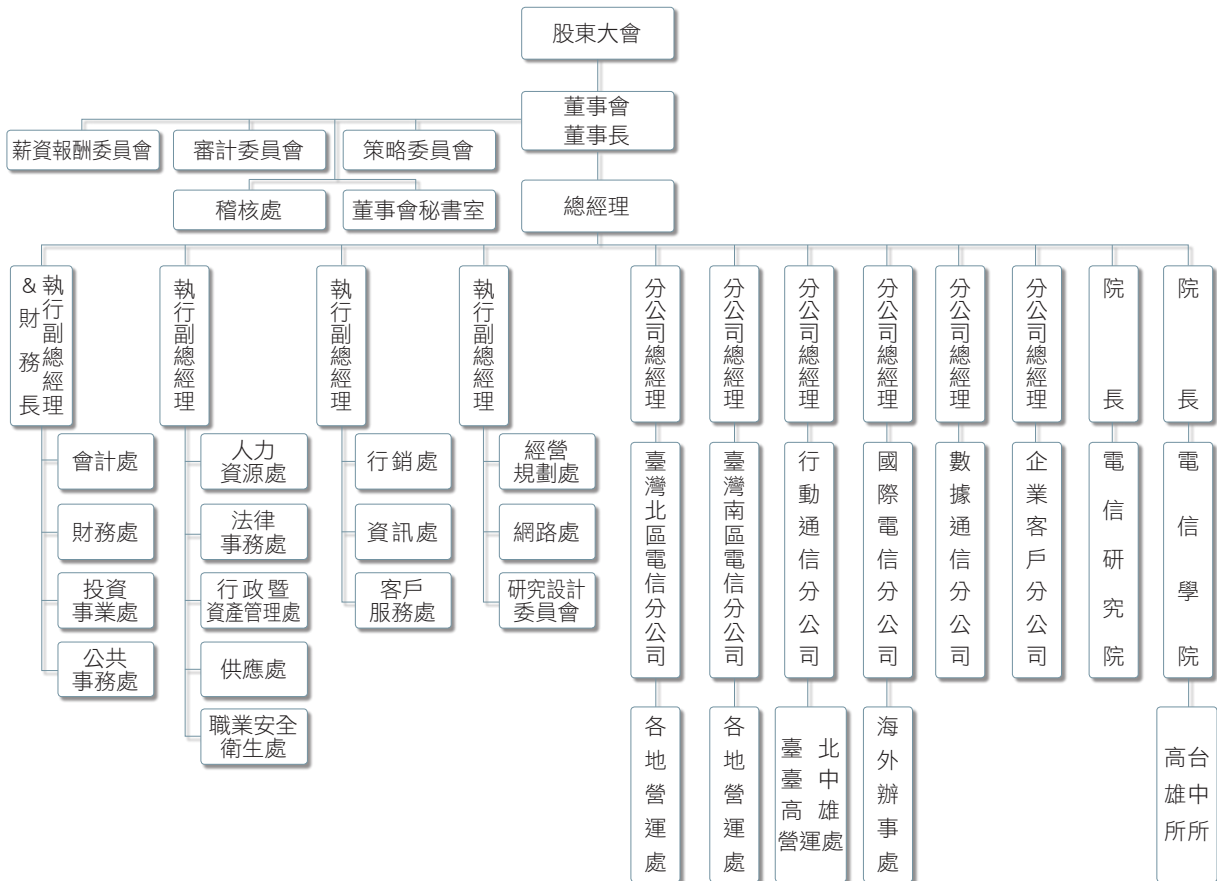 股東大會
董事會
董事長
薪資報酬委員會
審計委員會
策略委員會
稽核處
董事會秘書室
總經理
執行副總經理
&財務長
執行副總經理
執行副總經理
執行副總經理
分公司總經理
分公司總經理
分公司總經理
分公司總經理
分公司總經理
分公司總經理
院長
院長
會計處
財務處
投資
事業處
公共
事務處
人力
資源處
法律
事務處
行政暨
資產管理處
供應處
職業安全
衛生處
行銷處
資訊處
客戶
服務處
經營
規劃處
網路處
研究設計
委員會
臺灣北區電信分公司
臺灣南區電信分公司
行動通信分公司
國際電信分公司
數據通信分公司
企業客戶分公司
電信研究院
電信學院
各地營運處
各地營運處
臺北
臺中
高雄
營運處
海外辦事處
台中所
高雄所